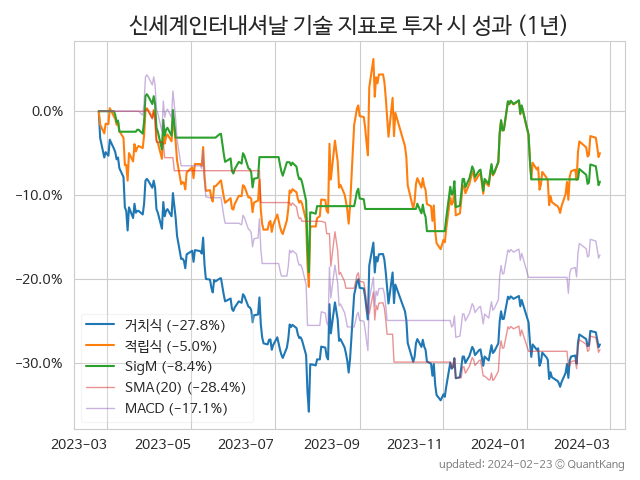 신세계인터내셔날 기술 지표로 투자 시 성과 (1년)
0.0%
−10.0%
−20.0%
−30.0%
거치식 (−27.8%)
적립식 (−5.0%)
SigM (−8.4%)
SMA(20) (−28.4%)
MACD (−17.1%)
2023−03 2023−05 2023−07 2023−09 2023−11 2024−01 2024−03
updated: 2024−02−23 © QuantKang